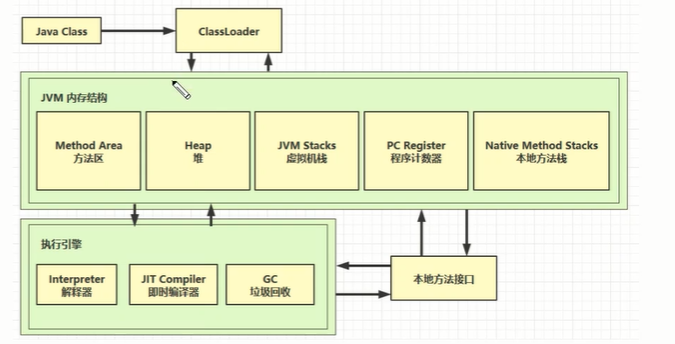 Java Class
ClassLoader
JVM 内存结构
Method Area
方法区
Heap
堆
JVM Stacks
虚拟机栈
PC Register
程序计数器
Native Method Stacks
本地方法栈
执行引擎
Interpreter
解释器
JIT Compiler
即时编译器
GC
垃圾回收
本地方法接口